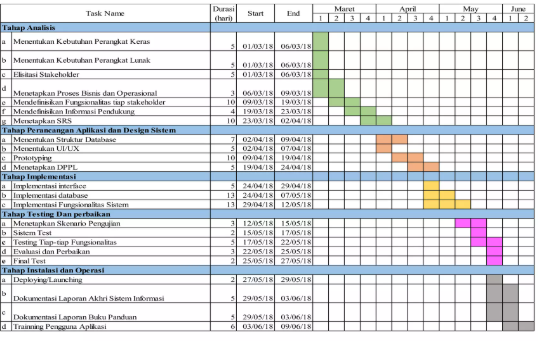 Task Name Durasi (hari) Start End Maret April May June
1 2 3 4 1 2 3 4 1 2 3 4 1 2
Tahap Analisis
a Menentukan Kebutuhan Perangkat Keras 5 01/03/18 06/03/18
b Menentukan Kebutuhan Perangkat Lunak 5 01/03/18 06/03/18
c Elisitasi Stakeholder 5 01/03/18 06/03/18
d Menetapkan Proses Bisnis dan Operasional 3 06/03/18 09/03/18
e Mendefinisikan Fungsionalitas tiap stakeholder 10 09/03/18 19/03/18
f Mendefinisikan Informasi Pendukung 4 19/03/18 23/03/18
g Menetapkan SRS 10 23/03/18 02/04/18
Tahap Perancangan Aplikasi dan Design Sistem
a Menentukan Struktur Database 7 02/04/18 09/04/18
b Menentukan UI/UX 5 02/04/18 07/04/18
c Prototyping 10 09/04/18 19/04/18
d Menetapkan DPPL 5 19/04/18 24/04/18
Tahap Implementasi
a Implementasi interface 5 24/04/18 29/04/18
b Implementasi database 13 24/04/18 07/05/18
c Implementasi Fungsionalitas Sistem 13 29/04/18 12/05/18
Tahap Testing Dan perbaikan
a Menetapkan Skenario Pengujian 3 12/05/18 15/05/18
b Sistem Test 2 15/05/18 17/05/18
c Testing Tiap-tiap Fungsionalitas 5 17/05/18 22/05/18
d Evaluasi dan Perbaikan 3 22/05/18 25/05/18
e Final Test 2 25/05/18 27/05/18
Tahap Instalasi dan Operasi
a Deploying/Launching 2 27/05/18 29/05/18
b Dokumentasi Laporan Akhri Sistem Informasi 5 29/05/18 03/06/18
c Dokumentasi Laporan Buku Panduan 5 29/05/18 03/06/18
d Trainning Pengguna Aplikasi 6 03/06/18 09/06/18